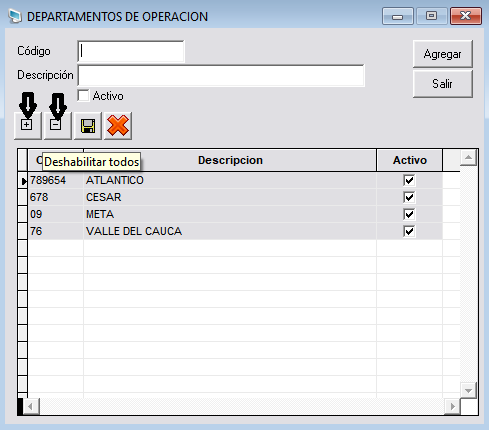 DEPARTAMENTOS DE OPERACION
Código
Agregar
Descripción
Salir
Activo
Deshabilitar todos
C Descripcion Activo
789654 ATLANTICO
678 CESAR
09 META
76 VALLE DEL CAUCA